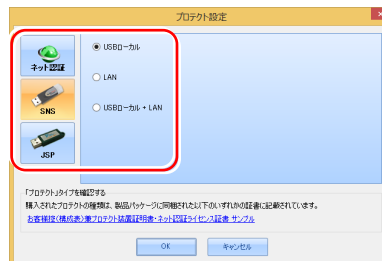 プロテクト設定
ネット認証
SNS
JSP
USBローカル
LAN
USBローカル + LAN
「プロテクト」タイプを確認する
購入されたプロテクトの種類は、製品パッケージに同梱された以下のいずれかの証書に記載されています。
お客様控(構成表)兼プロテクト装置証明書・ネット認証ライセンス証書 サンプル
OK
キャンセル